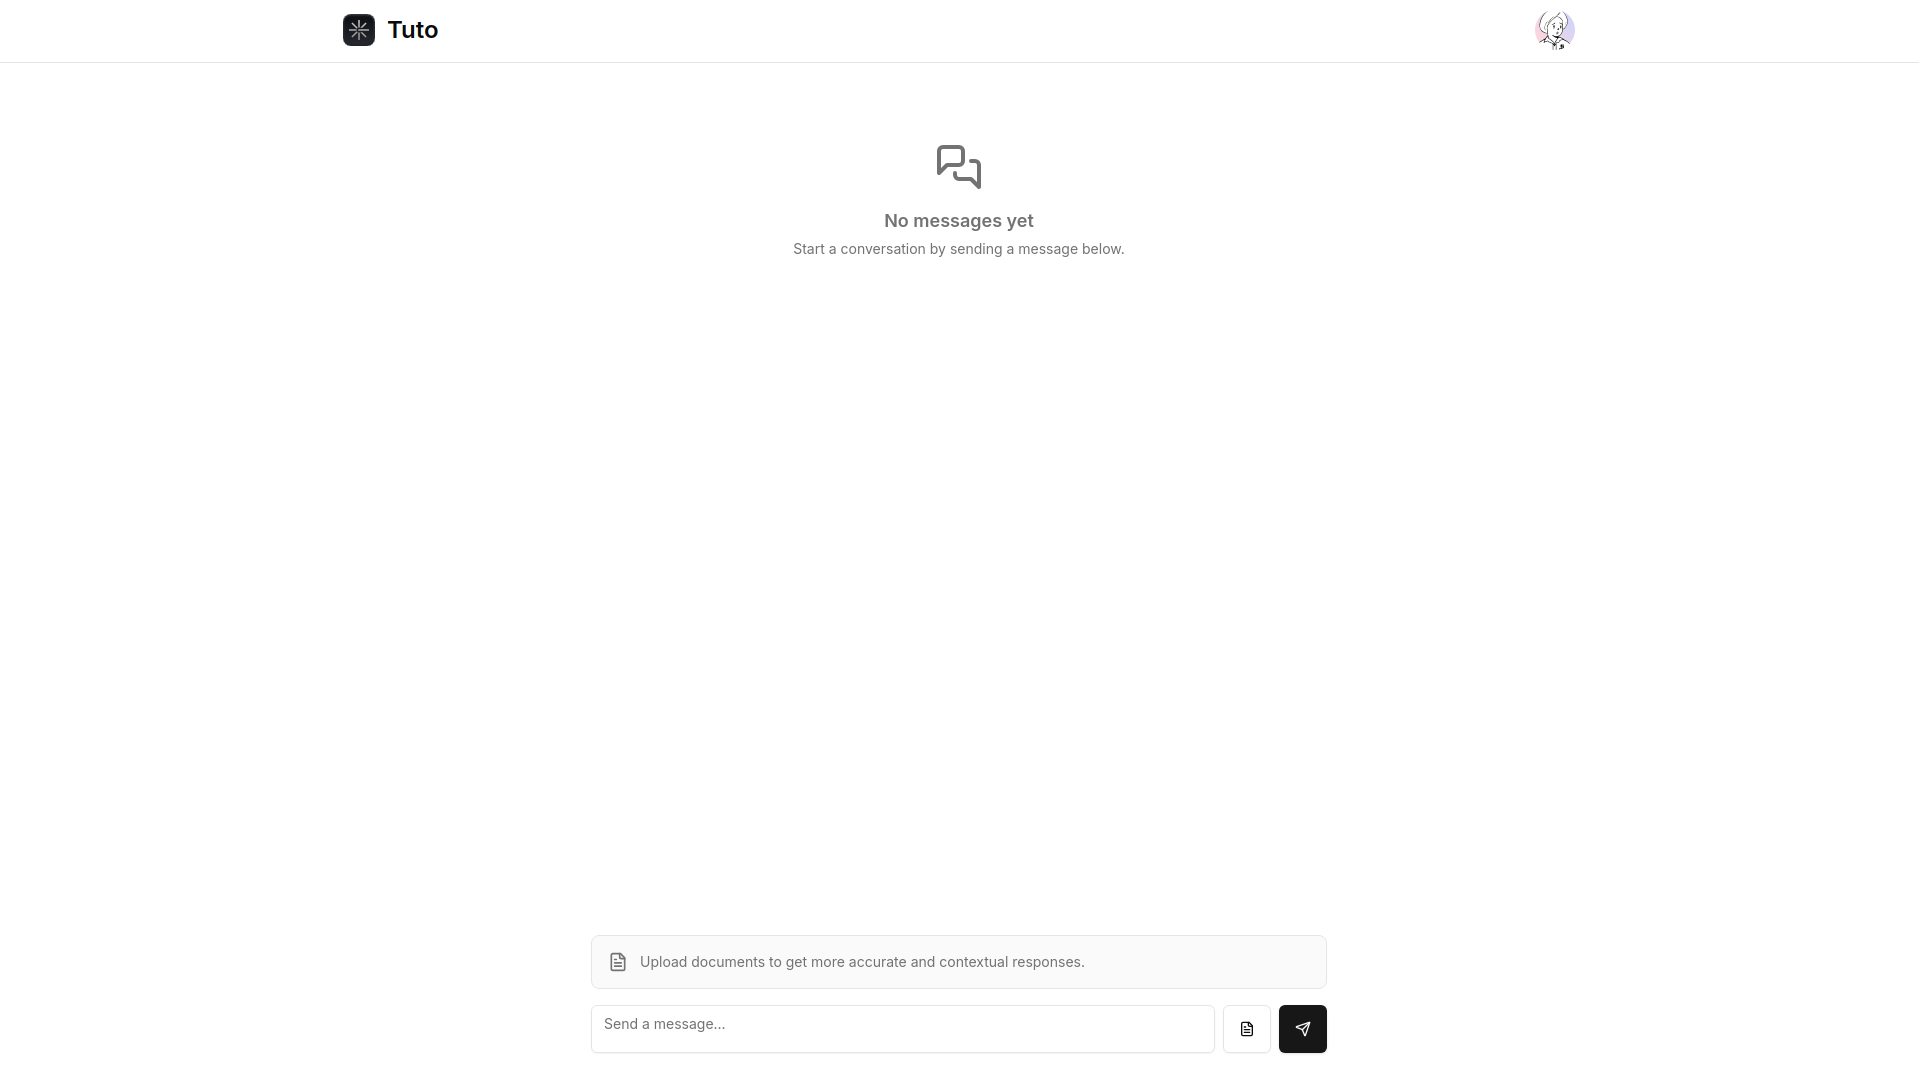 Tuto
No messages yet
Start a conversation by sending a message below.
Upload documents to get more accurate and contextual responses.
Send a message...